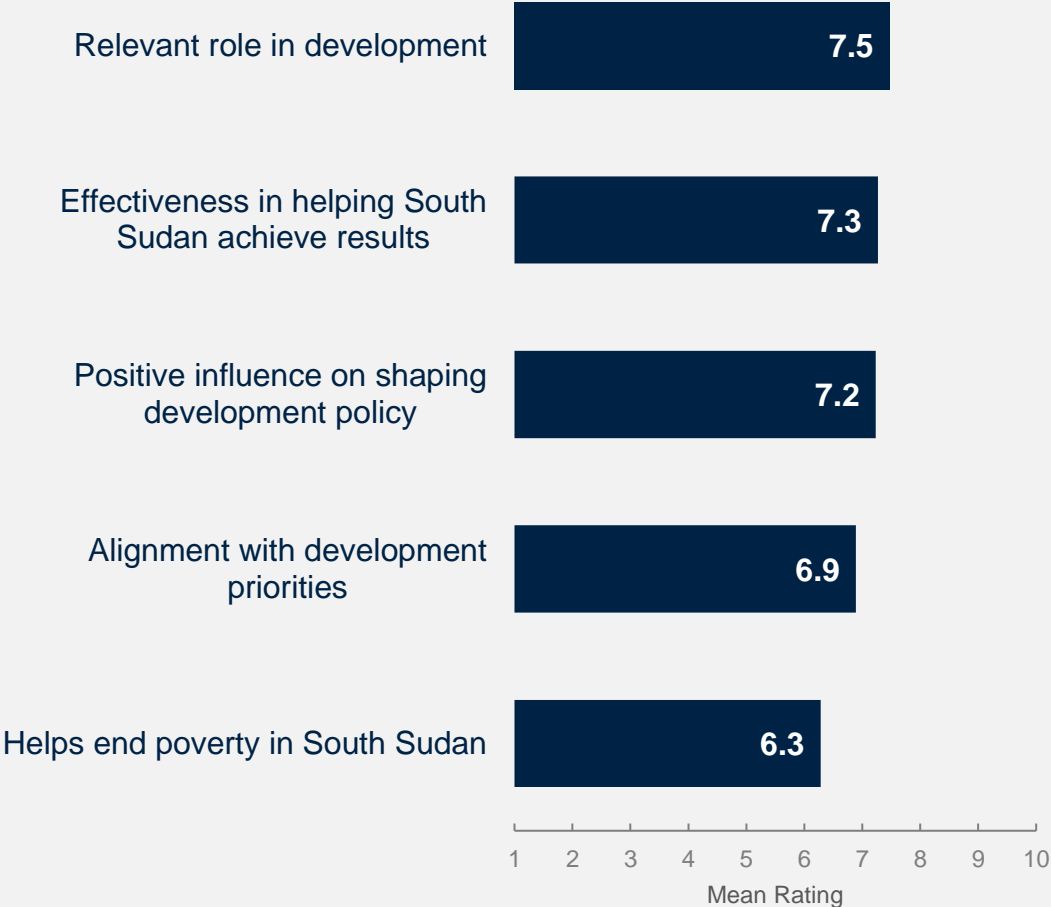 Relevant role in development
7.5
Effectiveness in helping South
Sudan achieve results
7.3
Positive influence on shaping
development policy
7.2
Alignment with development
priorities
6.9
Helps end poverty in South Sudan
6.3
1 2 3 4 5 6 7 8 9 10
Mean Rating